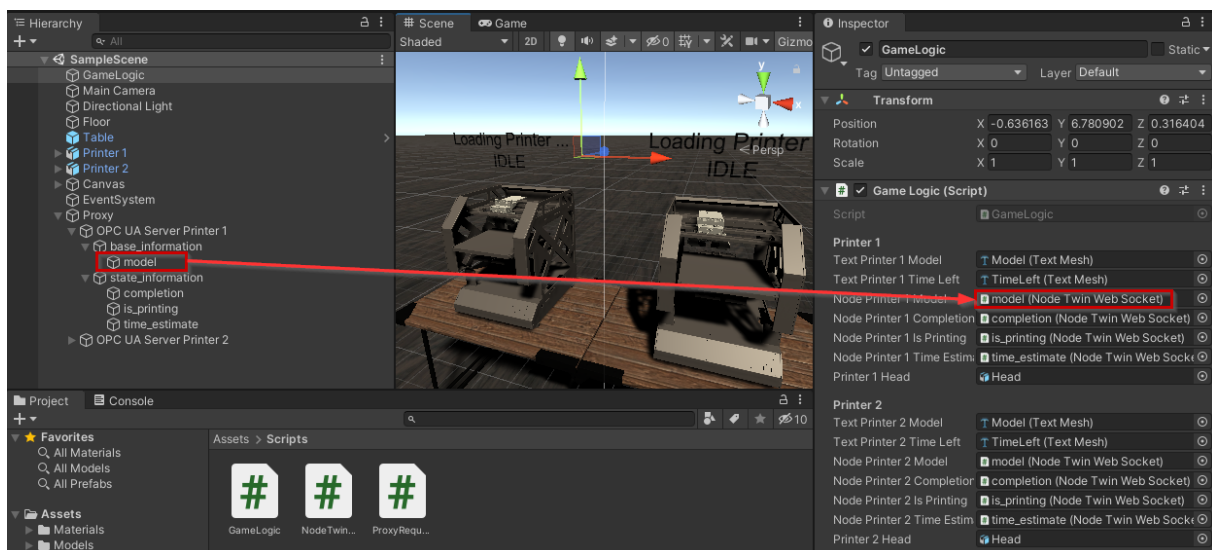 Hierarchy
All
SampleScene
GameLogic
Main Camera
Directional Light
Floor
Table
Printer 1
Printer 2
Canvas
EventSystem
Proxy
OPC UA Server Printer 1
base_information
model
state_information
completion
is_printing
time_estimate
OPC UA Server Printer 2
Scene Game
Shaded 2D 0 Gizmo
y
x
Persp
Loading Printer ...
IDLE
Loading Printer
IDLE
Project Console
10
Favorites
All Materials
All Models
All Prefabs
Assets
Materials
Models
Assets > Scripts
GameLogic NodeTwin... ProxyRequ...
Inspector
GameLogic Static
Tag Untagged Layer Default
Transform
Position X -0.636163 Y 6.780902 Z 0.316404
Rotation X 0 Y 0 Z 0
Scale X 1 Y 1 Z 1
Game Logic (Script)
Script GameLogic
Printer 1
Text Printer 1 Model Model (Text Mesh)
Text Printer 1 Time Left TimeLeft (Text Mesh)
Node Printer 1 Model model (Node Twin Web Socket)
Node Printer 1 Completion completion (Node Twin Web Socket)
Node Printer 1 Is Printing is_printing (Node Twin Web Socket)
Node Printer 1 Time Estim time_estimate (Node Twin Web Socke
Printer 1 Head Head
Printer 2
Text Printer 2 Model Model (Text Mesh)
Text Printer 2 Time Left TimeLeft (Text Mesh)
Node Printer 2 Model model (Node Twin Web Socket)
Node Printer 2 Completion completion (Node Twin Web Socket)
Node Printer 2 Is Printing is_printing (Node Twin Web Socket)
Node Printer 2 Time Estim time_estimate (Node Twin Web Socke
Printer 2 Head Head